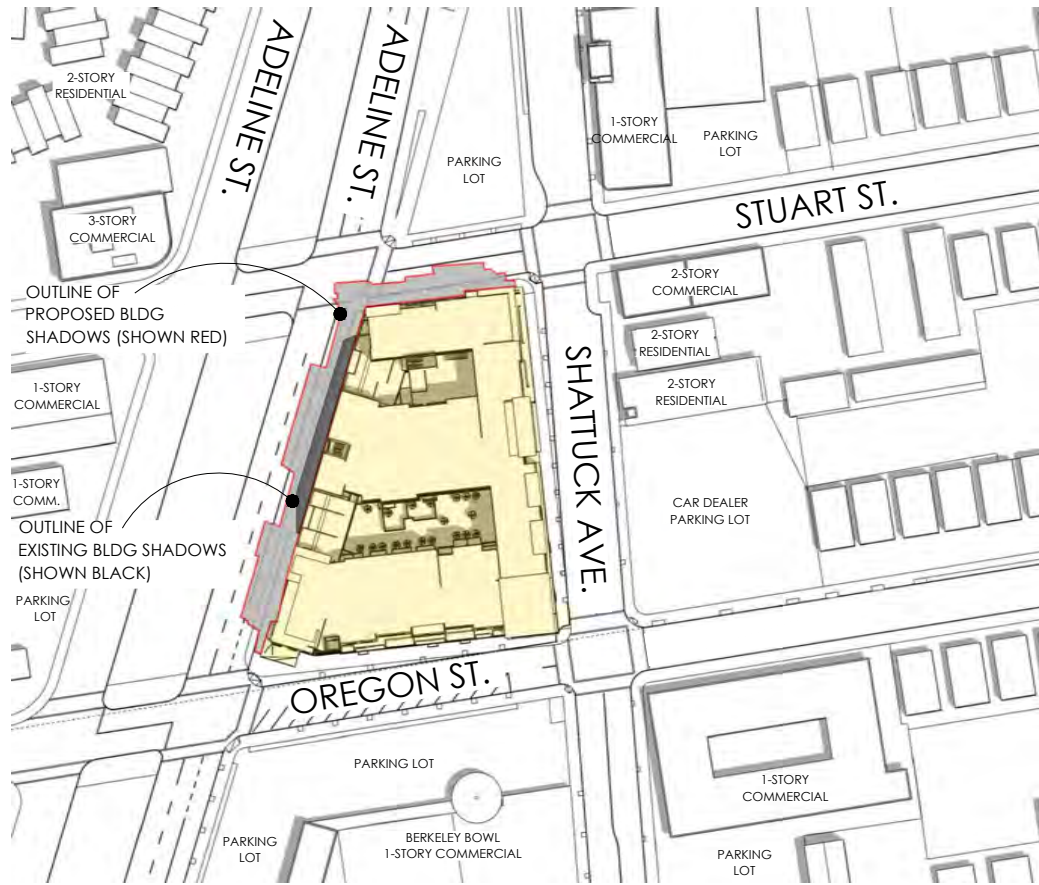 ADELINE ST.
ADELINE ST.
2-STORY
RESIDENTIAL
PARKING
LOT
1-STORY
COMMERCIAL
PARKING
LOT
STUART ST.
3-STORY
COMMERCIAL
OUTLINE OF
PROPOSED BLDG
SHADOWS (SHOWN RED)
2-STORY
COMMERCIAL
2-STORY
RESIDENTIAL
2-STORY
RESIDENTIAL
SHATTUCK AVE.
1-STORY
COMMERCIAL
1-STORY
COMM.
OUTLINE OF
EXISTING BLDG SHADOWS
(SHOWN BLACK)
CAR DEALER
PARKING LOT
PARKING
LOT
OREGON ST.
PARKING LOT
1-STORY
COMMERCIAL
PARKING
LOT
BERKELEY BOWL
1-STORY COMMERCIAL
PARKING
LOT